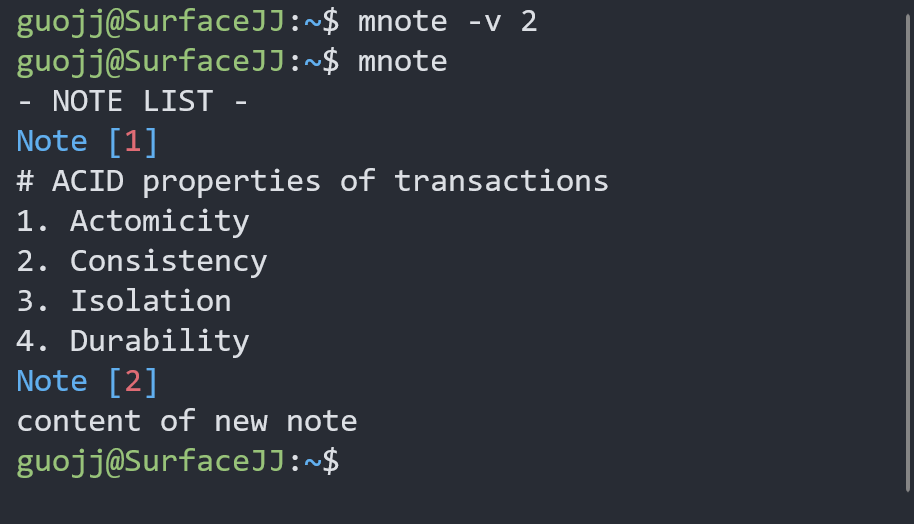 guojj@SurfaceJJ:~$ mnote -v 2
guojj@SurfaceJJ:~$ mnote
- NOTE LIST -
Note [1]
# ACID properties of transactions
1. Actomicity
2. Consistency
3. Isolation
4. Durability
Note [2]
content of new note
guojj@SurfaceJJ:~$